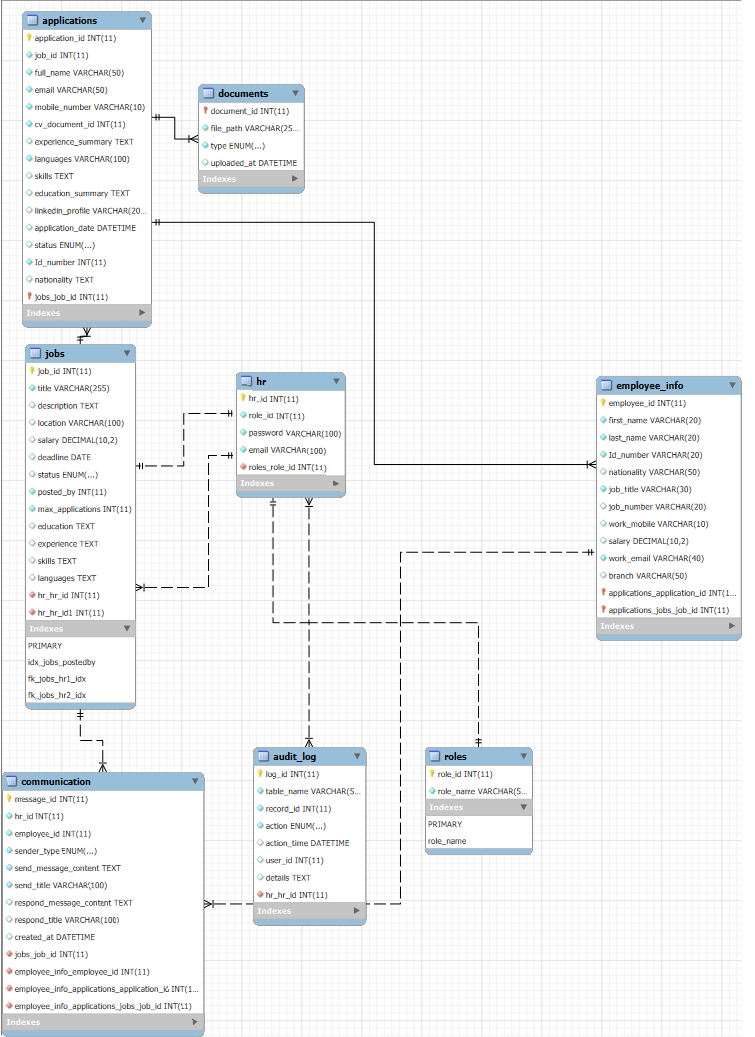 applications
application_id INT(11)
job_id INT(11)
full_name VARCHAR(50)
email VARCHAR(50)
mobile_number VARCHAR(10)
cv_document_id INT(11)
experience_summary TEXT
languages VARCHAR(100)
skills TEXT
education_summary TEXT
linkedin_profile VARCHAR(20...
application_date DATETIME
status ENUM(...)
Id_number INT(11)
nationality TEXT
jobs_job_id INT(11)
Indexes
documents
document_id INT(11)
file_path VARCHAR(25...
type ENUM(...)
uploaded_at DATETIME
Indexes
jobs
job_id INT(11)
title VARCHAR(255)
description TEXT
location VARCHAR(100)
salary DECIMAL(10,2)
deadline DATE
status ENUM(...)
posted_by INT(11)
max_applications INT(11)
education TEXT
experience TEXT
skills TEXT
languages TEXT
hr_hr_id INT(11)
hr_hr_id1 INT(11)
Indexes
PRIMARY
idx_jobs_postedby
fk_jobs_hr1_idx
fk_jobs_hr2_idx
hr
hr_id INT(11)
role_id INT(11)
password VARCHAR(100)
email VARCHAR(100)
roles_role_id INT(11)
Indexes
employee_info
employee_id INT(11)
first_name VARCHAR(20)
last_name VARCHAR(20)
Id_number VARCHAR(20)
nationality VARCHAR(50)
job_title VARCHAR(30)
job_number VARCHAR(20)
work_mobile VARCHAR(10)
salary DECIMAL(10,2)
work_email VARCHAR(40)
branch VARCHAR(50)
applications_application_id INT(1...
applications_jobs_job_id INT(11)
Indexes
communication
message_id INT(11)
hr_id INT(11)
employee_id INT(11)
sender_type ENUM(...)
send_message_content TEXT
send_title VARCHAR(100)
respond_message_content TEXT
respond_title VARCHAR(100)
created_at DATETIME
jobs_job_id INT(11)
employee_info_employee_id INT(11)
employee_info_applications_application_id INT(1...
employee_info_applications_jobs_job_id INT(11)
Indexes
audit_log
log_id INT(11)
table_name VARCHAR(5...
record_id INT(11)
action ENUM(...)
action_time DATETIME
user_id INT(11)
details TEXT
hr_hr_id INT(11)
Indexes
roles
role_id INT(11)
role_name VARCHAR(5...
Indexes
PRIMARY
role_name